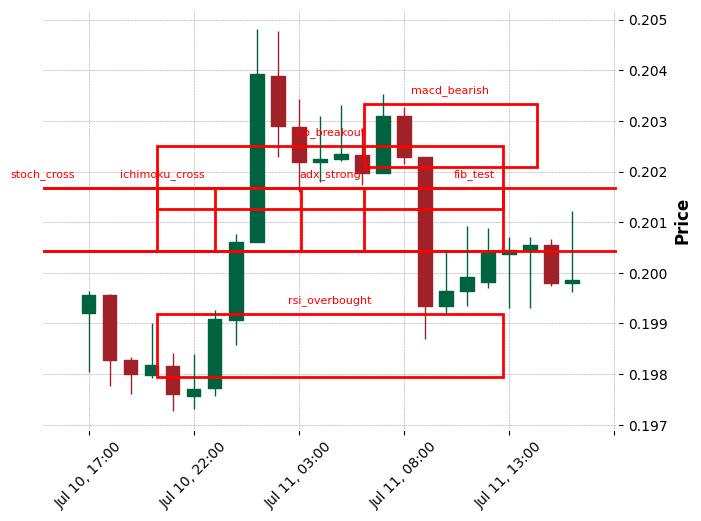 0.205
0.204
macd_bearish
0.203
b_breakout
0.202
stoch_cross
ichimoku_cross
adx_strong
fib_test
0.201
Price
0.200
rsi_overbought
0.199
0.198
0.197
Jul 10, 17:00
Jul 10, 22:00
Jul 11, 03:00
Jul 11, 08:00
Jul 11, 13:00